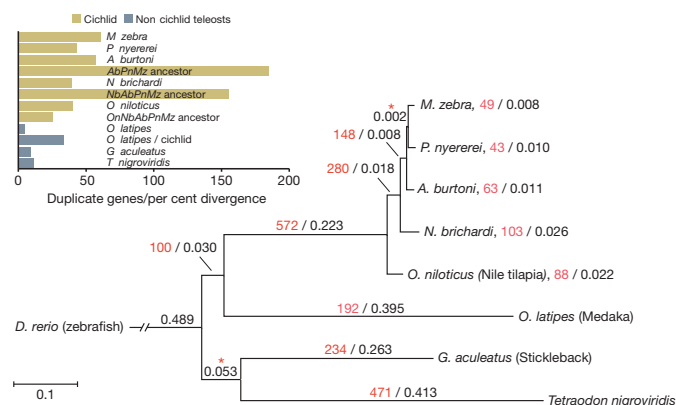 Cichlid Non cichlid teleosts
M zebra
P nyererei
A burtoni
AbPnMz ancestor
N brichardi
NbAbPnMz ancestor
O niloticus
OnNbAbPnMz ancestor
O latipes
O latipes / cichlid
G aculeatus
T nigroviridis
0 50 100 150 200
Duplicate genes/per cent divergence
*
0.002
M. zebra, 49 / 0.008
148 / 0.008
P. nyererei, 43 / 0.010
280 / 0.018
A. burtoni, 63 / 0.011
572 / 0.223
N. brichardi, 103 / 0.026
100 / 0.030
O. niloticus (Nile tilapia), 88 / 0.022
192 / 0.395
O. latipes (Medaka)
D. rerio (zebrafish)
0.489
234 / 0.263
G. aculeatus (Stickleback)
*
0.053
471 / 0.413
Tetraodon nigroviridis
0.1